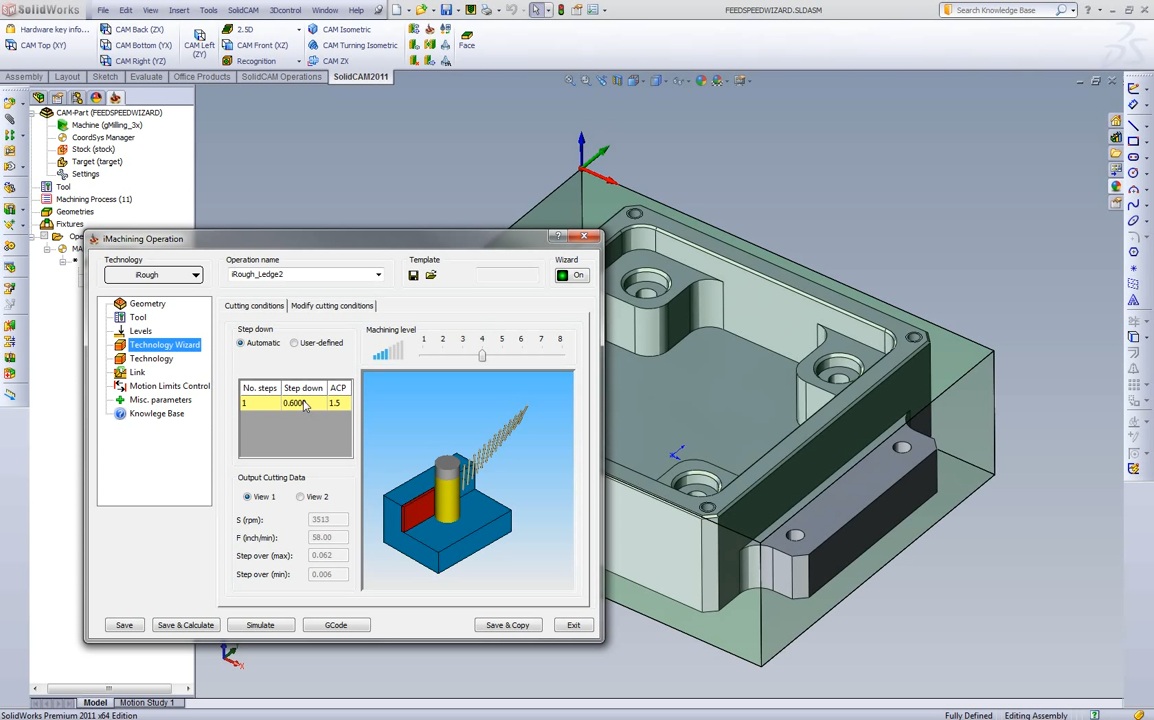 SolidWorks
File Edit View Insert Tools SolidCAM 3Dcontrol Window Help
FEEDSPEEDWIZARD.SLDASM
Search Knowledge Base
Hardware key info...
CAM Top (XY)
CAM Back (ZX)
CAM Bottom (YX)
CAM Right (YZ)
CAM Left (ZY)
2.5D
CAM Front (XZ)
Recognition
CAM Isometric
CAM Turning Isometric
CAM ZX
Face
Assembly Layout Sketch Evaluate Office Products SolidCAM Operations SolidCAM2011
CAM-Part (FEEDSPEEDWIZARD)
Machine (gMilling_3x)
CoordSys Manager
Stock (stock)
Target (target)
Settings
Tool
Machining Process (11)
Geometries
Fixtures
Ope
MA
iMachining Operation
Technology
iRough
Operation name
iRough_Ledge2
Template
Wizard
On
Geometry
Tool
Levels
Technology Wizard
Technology
Link
Motion Limits Control
Misc. parameters
Knowlege Base
Cutting conditions Modify cutting conditions
Step down
Automatic User-defined
Machining level
1 2 3 4 5 6 7 8
No. steps Step down ACP
1 0.6000 1.5
Output Cutting Data
View 1 View 2
S (rpm): 3513
F (inch/min): 58.00
Step over (max): 0.062
Step over (min): 0.006
Save Save & Calculate Simulate GCode Save & Copy Exit
X
Model Motion Study 1
SolidWorks Premium 2011 x64 Edition
Fully Defined Editing Assembly